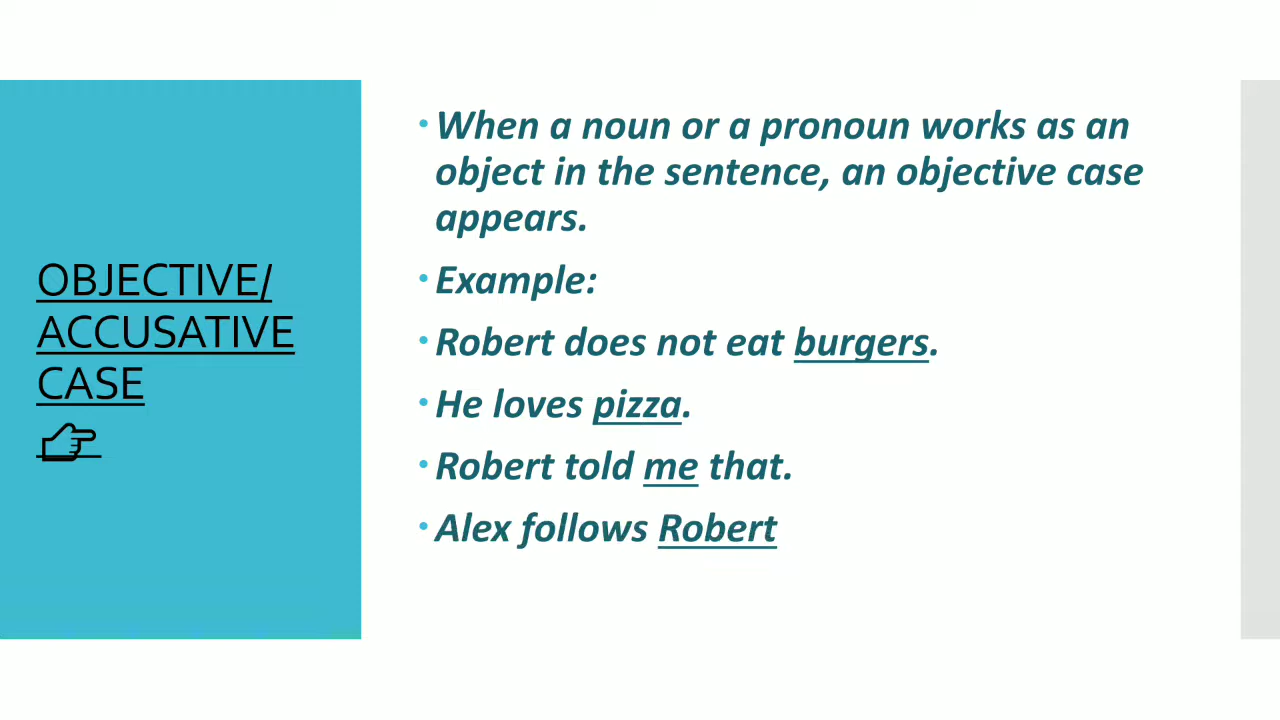 OBJECTIVE/
ACCUSATIVE
CASE
When a noun or a pronoun works as an
object in the sentence, an objective case
appears.
Example:
Robert does not eat burgers.
He loves pizza.
Robert told me that.
Alex follows Robert